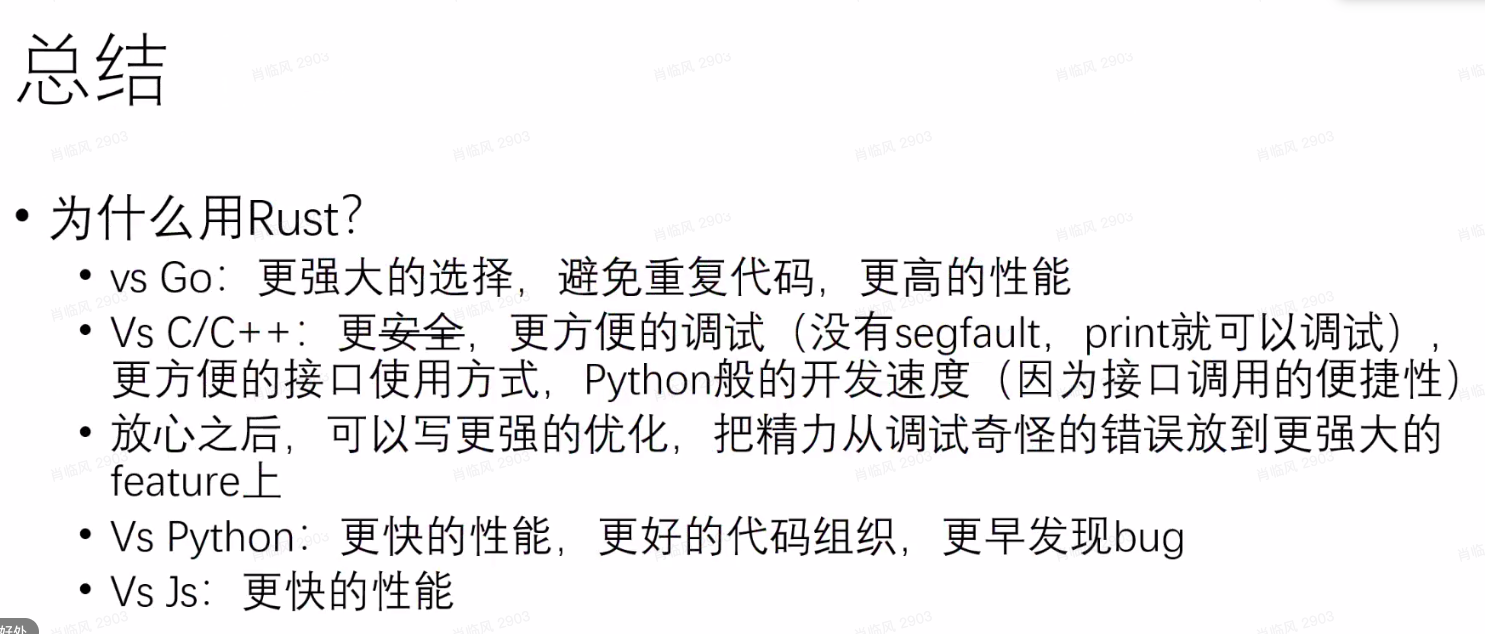 总结
• 为什么用Rust？
• vs Go：更强大的选择，避免重复代码，更高的性能
• Vs C/C++：更安全，更方便的调试（没有segfault，print就可以调试），
更方便的接口使用方式，Python般的开发速度（因为接口调用的便捷性）
• 放心之后，可以写更强的优化，把精力从调试奇怪的错误放到更强大的
feature上
• Vs Python：更快的性能，更好的代码组织，更早发现bug
• Vs Js：更快的性能
好处
肖临风 2903